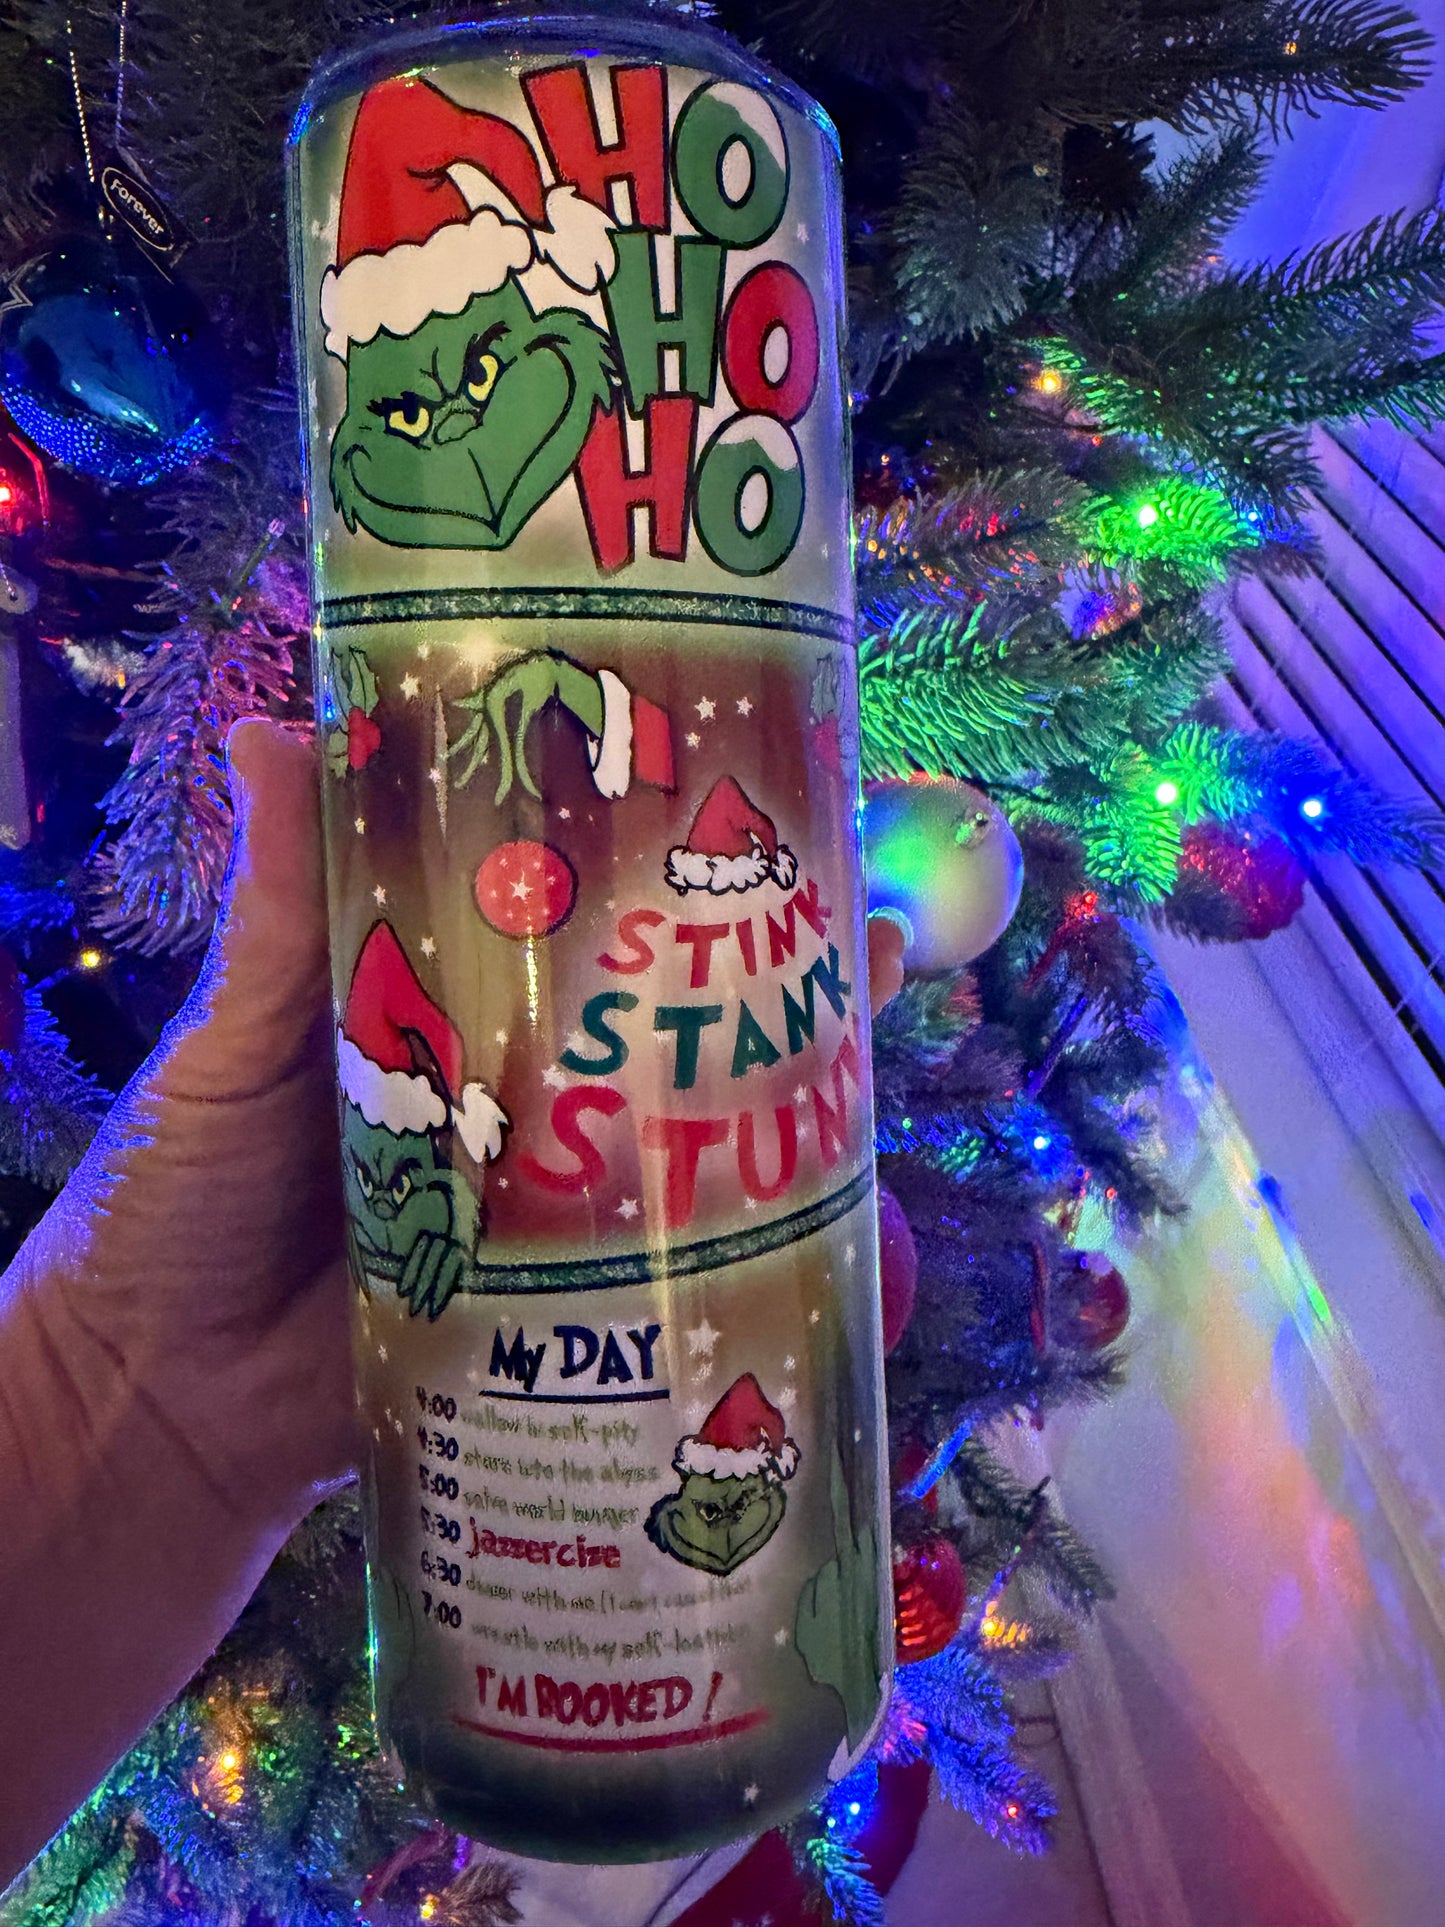 Forever
HO
HO
HO
STINK
STANK
STUNK
My DAY
4:00 wallow in self-pity
4:30 stare into the abyss
5:00 solve world hunger
5:30 jazzercize
6:30 dinner with me
7:00 wrestle with my self-loathing
I'M BOOKED!